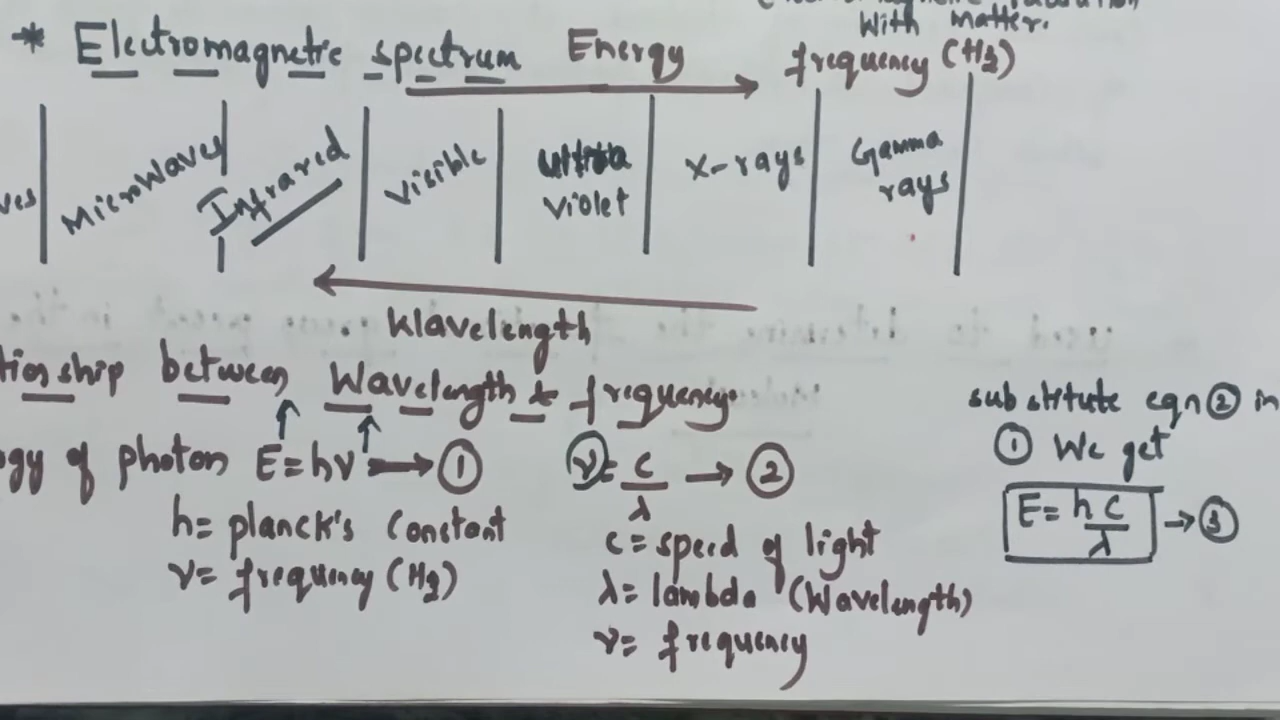 With matter.
* Electromagnetic spectrum Energy frequency (Hz)
ves | Microwaves | Infrared | Visible | ultra violet | X-rays | Gamma rays
Wavelength
tionship between Wavelength & frequency.
gy of photon E=hν → ① ν = c/λ → ②
h= planck's constant
ν= frequency (Hz)
c = speed of light
λ= lambda (Wavelength)
ν= frequency
substitute eqn ② in
① We get
E= hc/λ → ③